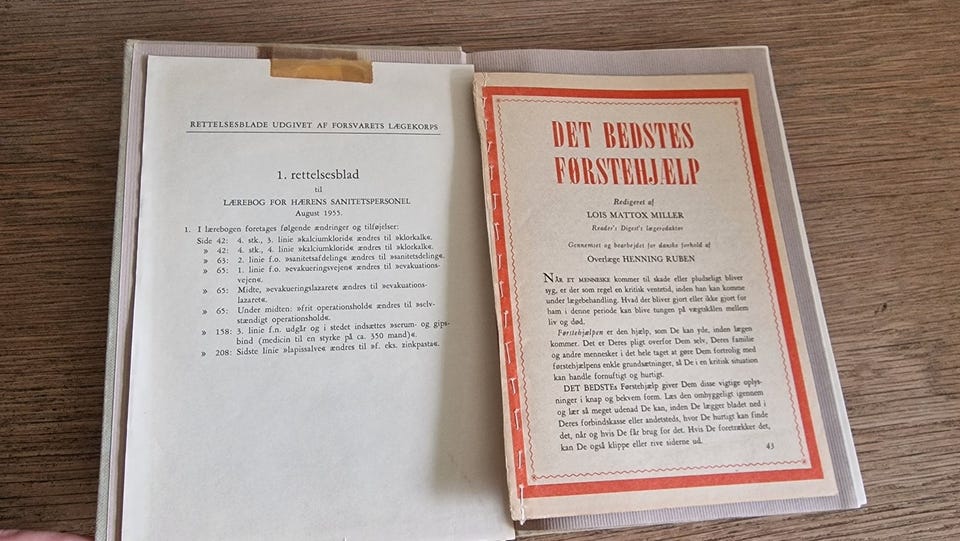 RETTELSESBLADE UDGIVET AF FORSVARETS LÆGEKORPS
1. rettelsesblad
til
LÆREBOG FOR HÆRENS SANITETSPERSONEL
August 1955.
1. I lærebogen foretages følgende ændringer og tilføjelser:
Side 42: 4. stk., 3. linie »kalciumkloride« ændres til »klorkalk«.
» 42: 4. stk., 4. linie »kalciumkloride« ændres til »klorkalk«.
» 65: 2. linie f.o. »sanitetsafdeling« ændres til »sanitetsdeling«.
» 65: 1. linie f.o. »evakueringsvejene« ændres til »evakuations-
vejene«.
» 65: Midte, »evakueringslazaret« ændres til »evakuations-
lazaret«.
» 65: Under midten: »frit operationshold« ændres til »selv-
stændigt operationshold«.
» 158: 3. linie f.n. udgår og i stedet indsættes »serum- og gips-
bind (medicin til en styrke på ca. 350 mand)«.
» 208: Sidste linie »lapissalve« ændres til »f. eks. zinkpasta«.
DET BEDSTES
FØRSTEHJÆLP
Redigeret af
LOIS MATTOX MILLER
Reader's Digest's lægeredaktør
Gennemset og bearbejdet for danske forhold af
Overlæge HENNING RUBEN
NÅR ET MENNESKE kommer til skade eller pludseligt bliver
syg, er der som regel en kritisk ventetid, inden han kan komme
under lægebehandling. Hvad der bliver gjort eller ikke gjort for
ham i denne periode kan blive tungen på vægtskålen mellem
liv og død.
Førstehjælpen er den hjælp, som De kan yde, inden lægen
kommer. Det er Deres pligt overfor Dem selv, Deres familie
og andre mennesker i det hele taget at gøre Dem fortrolig med
førstehjælpens enkle grundsætninger, så De i en kritisk situation
kan handle fornuftigt og hurtigt.
DET BEDSTEs Førstehjælp giver Dem disse vigtige oplys-
ninger i knap og bekvem form. Læs den omhyggeligt igennem
og lær så meget udenad De kan, inden De lægger bladet ned i
Deres forbindskasse eller andetsteds, hvor De hurtigt kan finde
det, når og hvis De får brug for det. Hvis De foretrækker det,
kan De også klippe eller rive siderne ud.
43